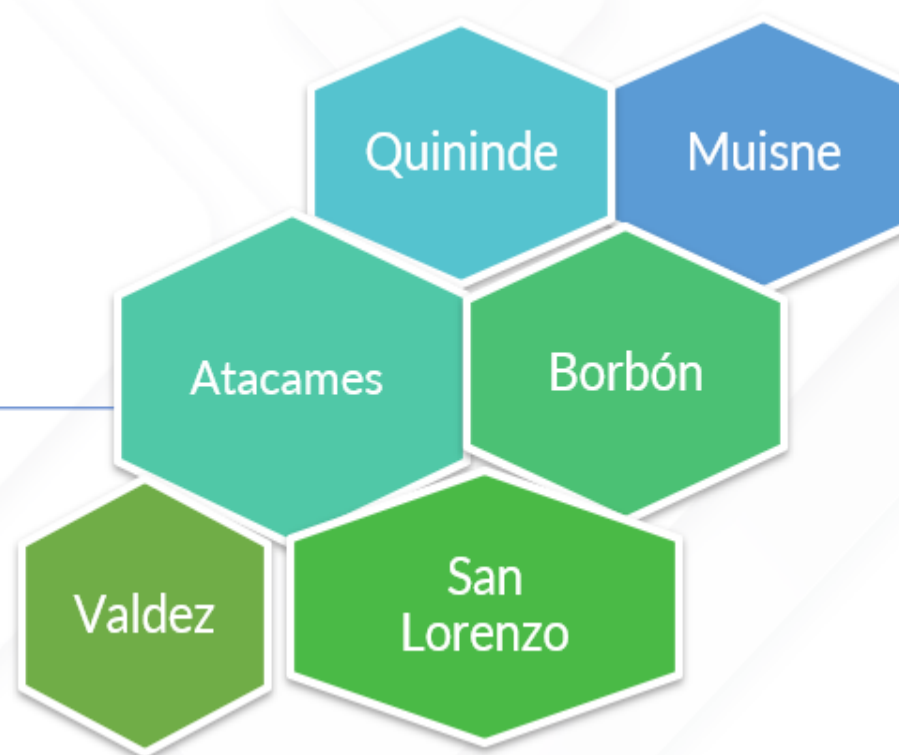 Quininde
Muisne
Atacames
Borbón
Valdez
San
Lorenzo